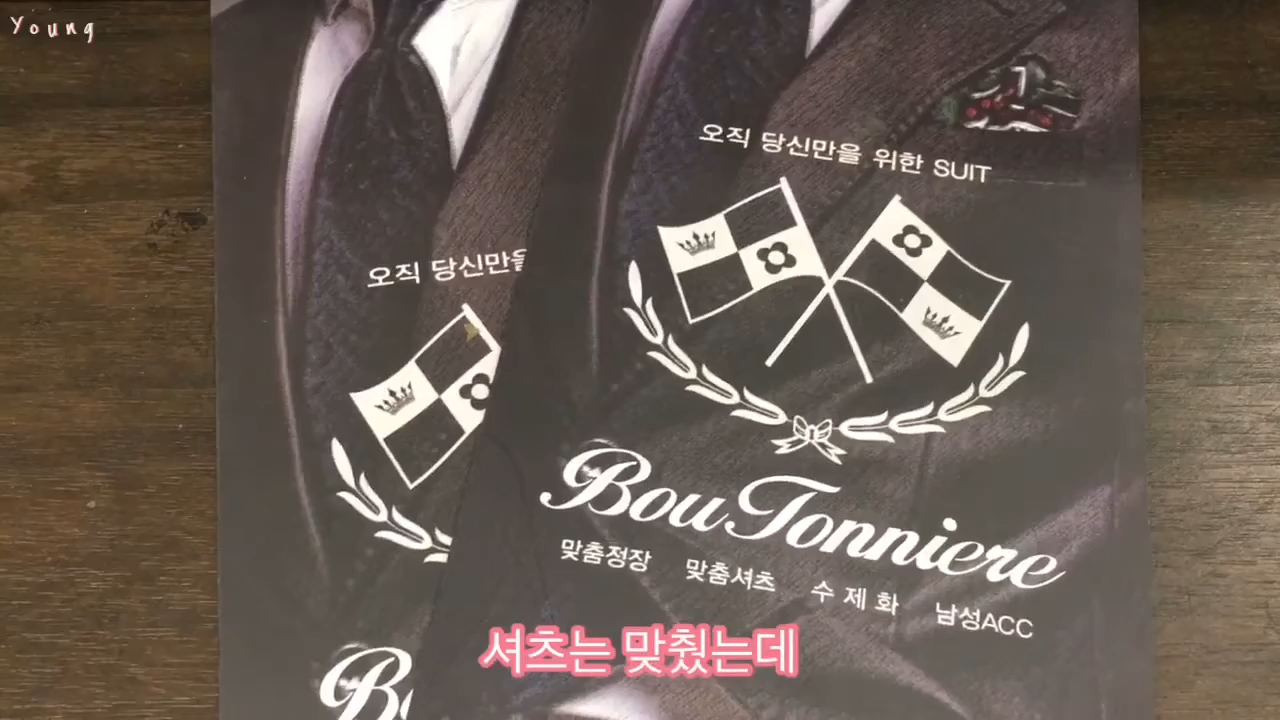 Young
오직 당신만을 위한 SUIT
오직 당신만을
BouTonniere
맞춤정장 맞춤셔츠 수제화 남성ACC
셔츠는 맞췄는데